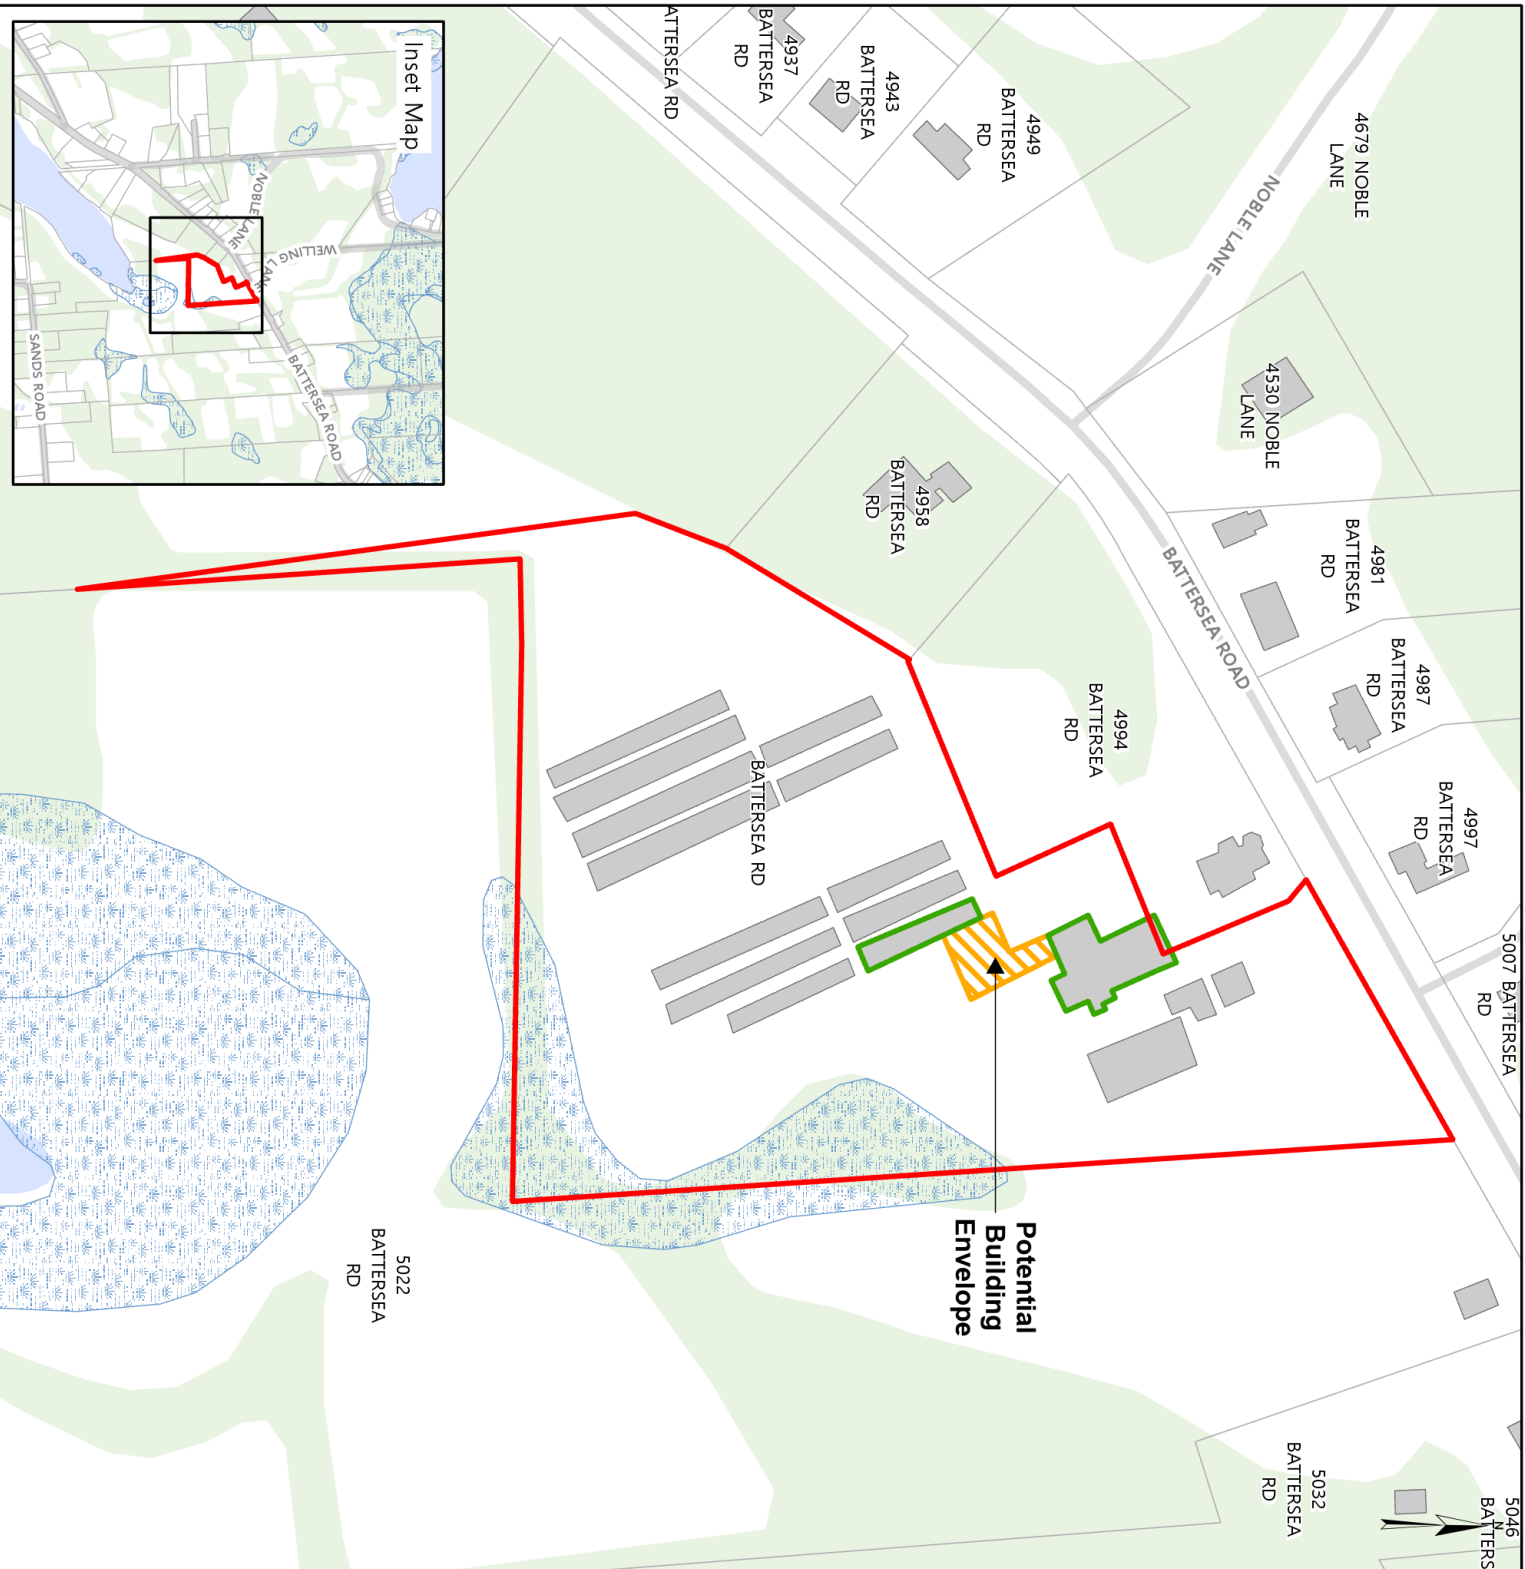 Inset Map
NOBLE LANE
WELLING LANE
BATTERSEA ROAD
SANDS ROAD
5046
BATTERS
N
5007 BATTERSEA
RD
4997
BATTERSEA
RD
4987
BATTERSEA
RD
4981
BATTERSEA
RD
4679 NOBLE
LANE
4530 NOBLE
LANE
NOBLE LANE
BATTERSEA ROAD
4949
BATTERSEA
RD
4943
BATTERSEA
RD
4937
BATTERSEA
RD
ATTERSEA RD
4958
BATTERSEA
RD
4994
BATTERSEA
RD
BATTERSEA RD
Potential
Building
Envelope
5032
BATTERSEA
RD
5022
BATTERSEA
RD